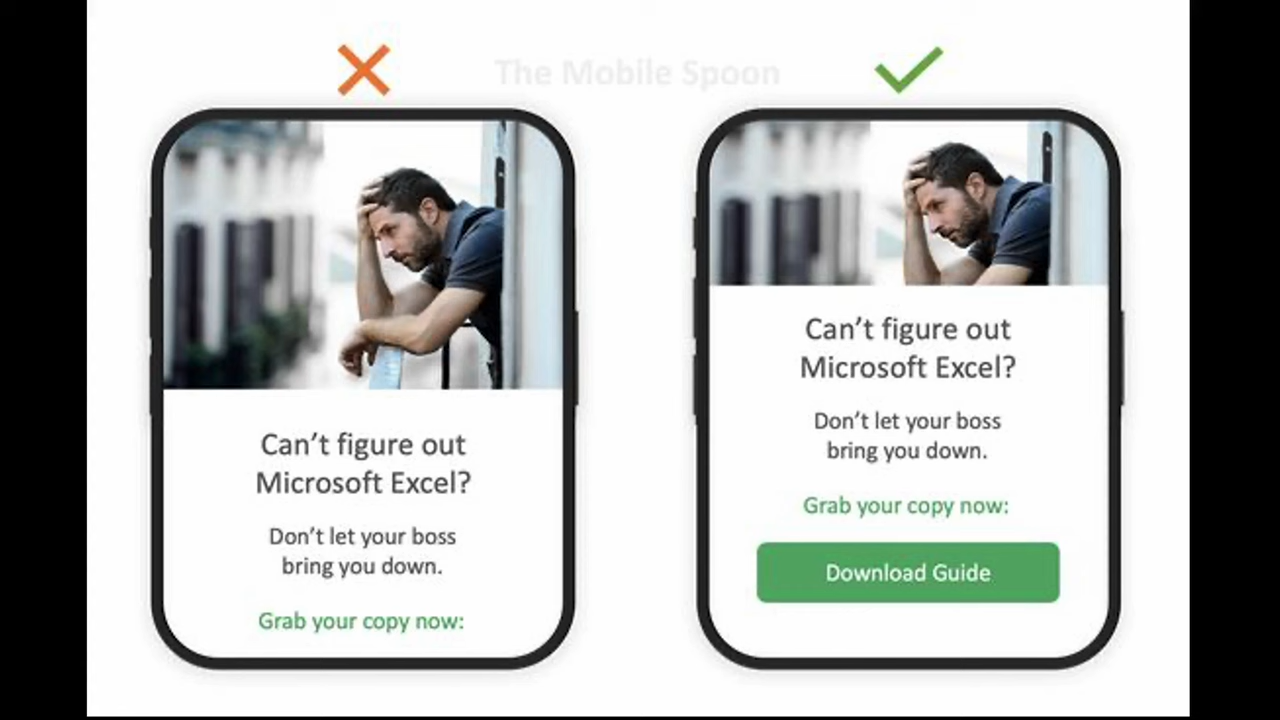 The Mobile Spoon
Can’t figure out
Microsoft Excel?
Don’t let your boss
bring you down.
Grab your copy now:
Can’t figure out
Microsoft Excel?
Don’t let your boss
bring you down.
Grab your copy now:
Download Guide